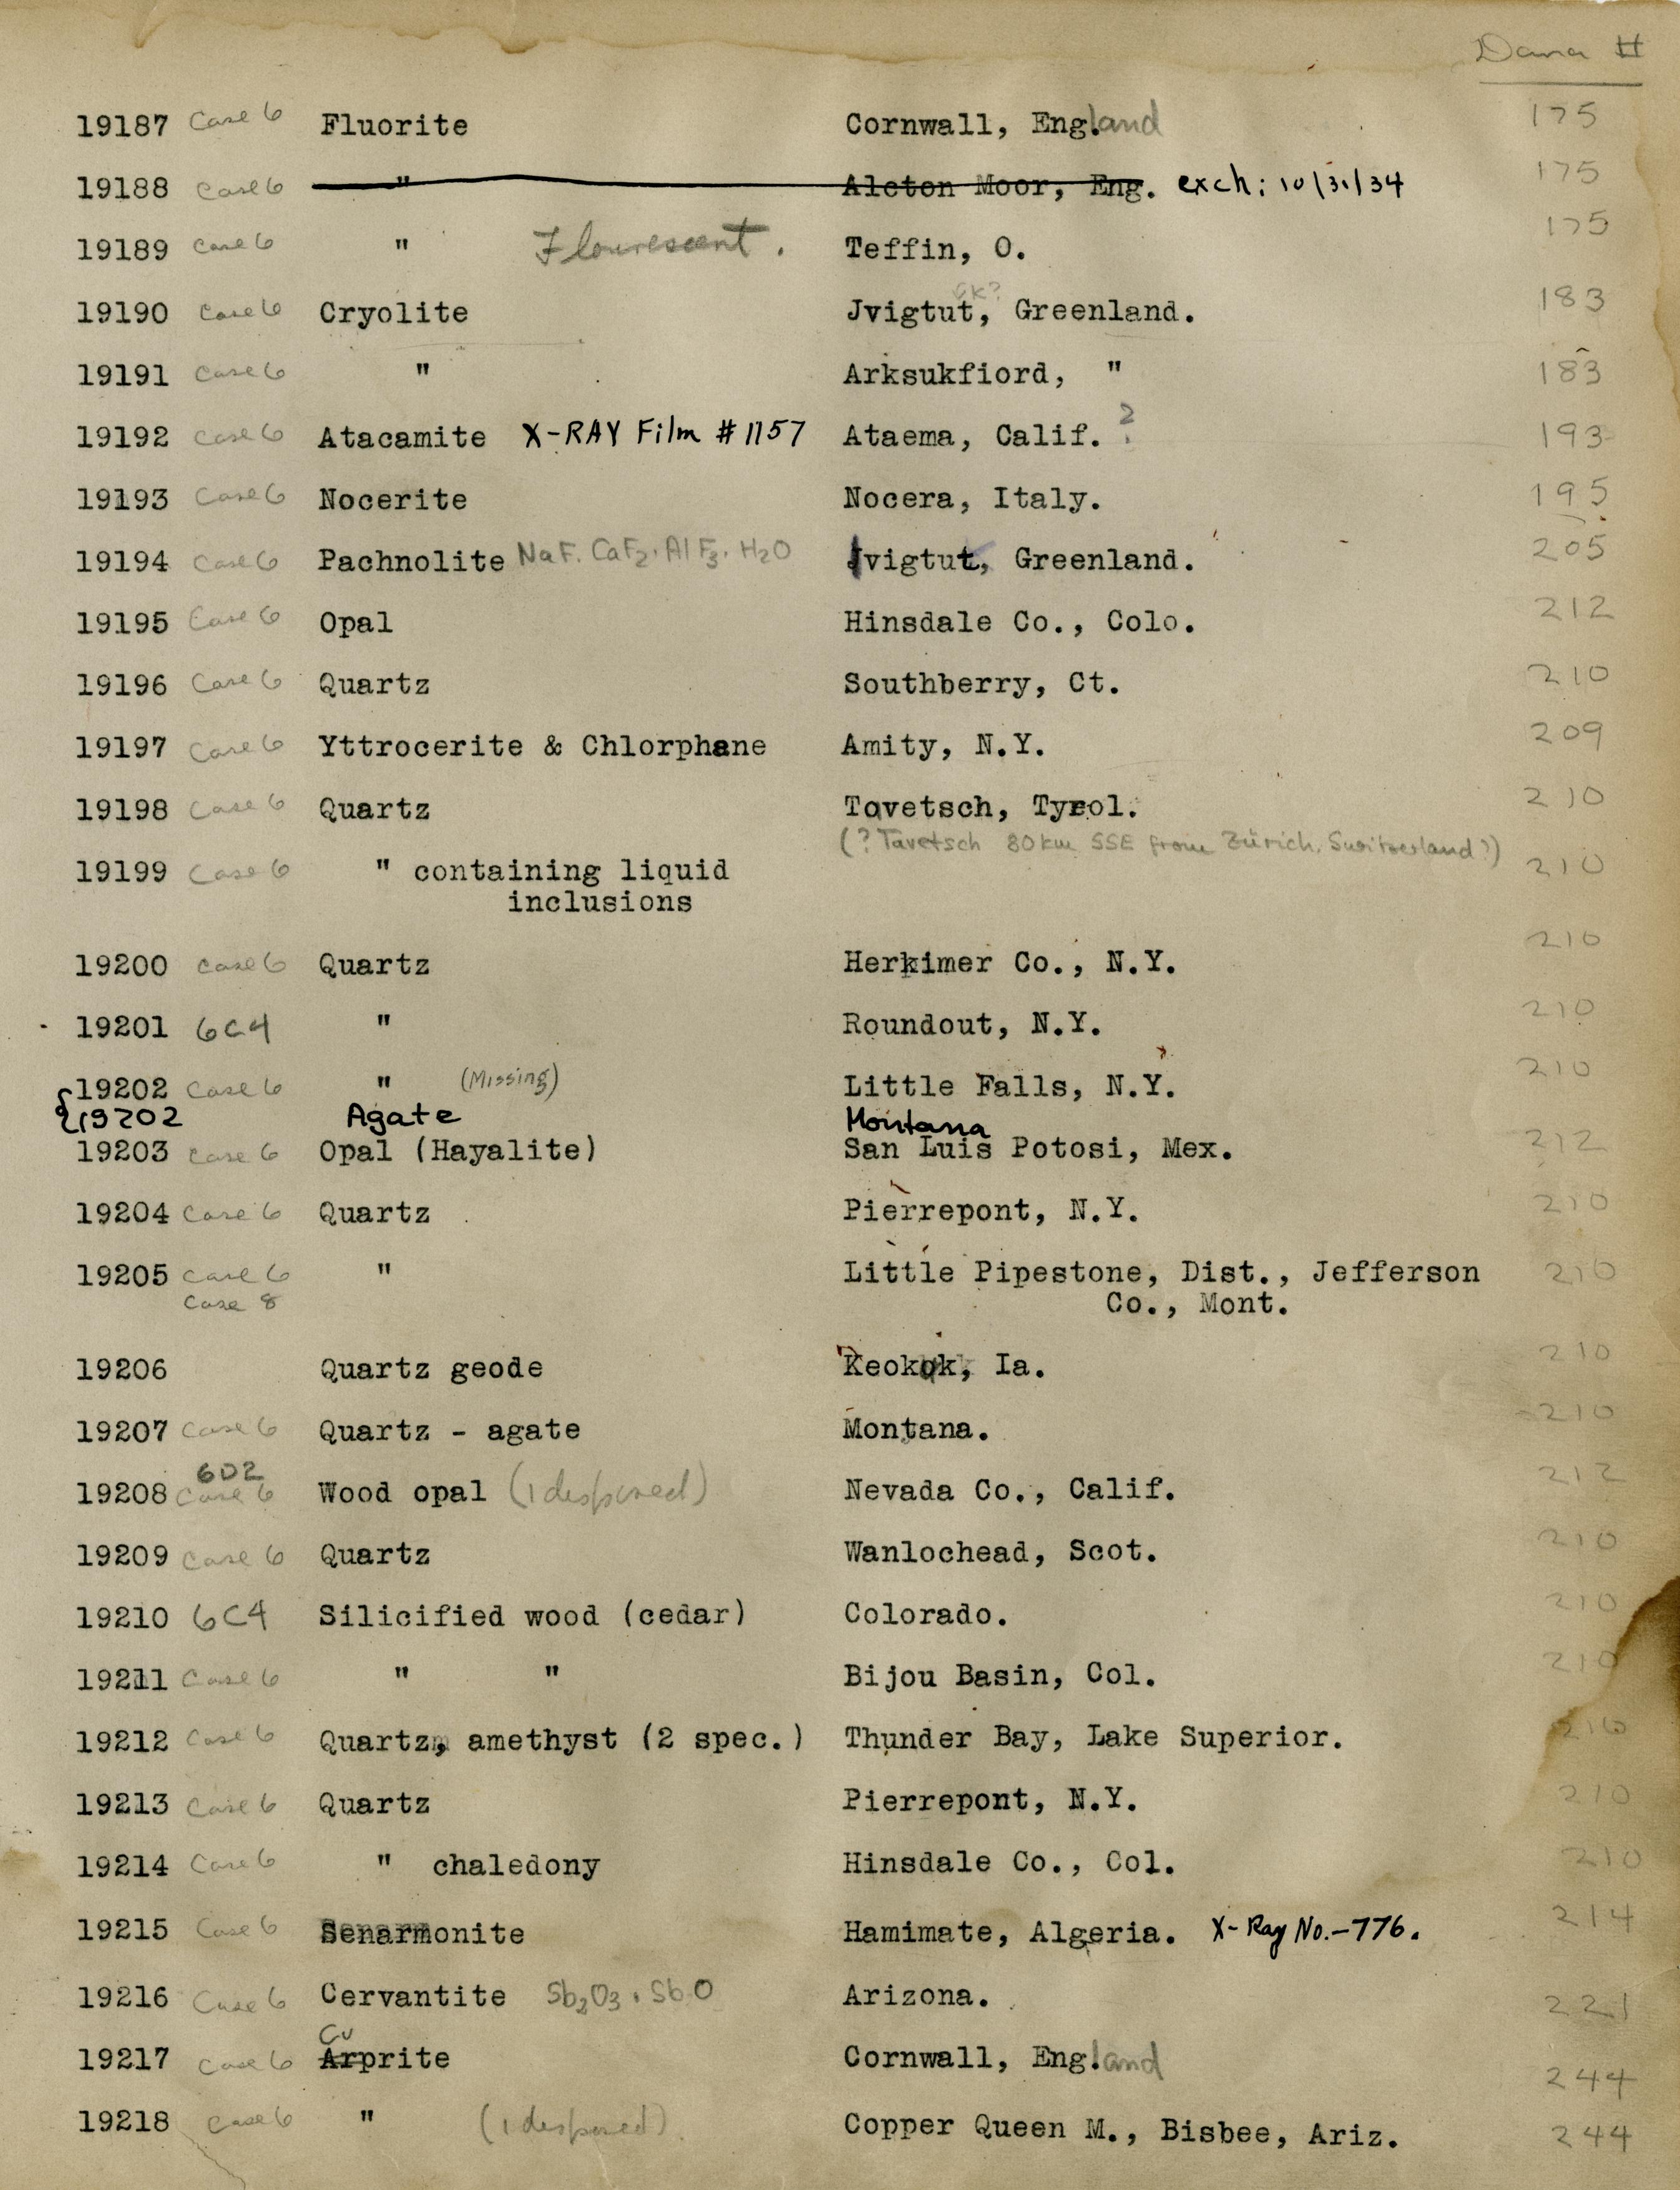 Dana #
19187 Case 6 Fluorite Cornwall, England 175
19188 Case 6 " Alston Moor, Eng. exch: 10/31/34 175
19189 Case 6 " Flourescent. Teffin, O. 175
19190 Case 6 Cryolite Jvigtut, Greenland. 183
19191 Case 6 " Arksukfiord, " 183
19192 Case 6 Atacamite X-RAY Film #1157 Ataema, Calif. ? 193
19193 Case 6 Nocerite Nocera, Italy. 195
19194 Case 6 Pachnolite NaF. CaF2. AlF3. H2O Ivigtut, Greenland. 205
19195 Case 6 Opal Hinsdale Co., Colo. 212
19196 Case 6 Quartz Southberry, Ct. 210
19197 Case 6 Yttrocerite & Chlorphane Amity, N.Y. 209
19198 Case 6 Quartz Tavetsch, Tyrol. 210
(? Tavetsch 80 km SSE from Zürich, Switzerland?)
19199 Case 6 " containing liquid 210
inclusions
19200 Case 6 Quartz Herkimer Co., N.Y. 210
19201 6C4 " Roundout, N.Y. 210
19202 Case 6 " (Missing) Little Falls, N.Y. 210
19202 Agate Montana
19203 Case 6 Opal (Hayalite) San Luis Potosi, Mex. 212
19204 Case 6 Quartz Pierrepont, N.Y. 210
19205 Case 6 " Little Pipestone, Dist., Jefferson 210
Case 8 Co., Mont.
19206 Quartz geode Keokuk, Ia. 210
19207 Case 6 Quartz - agate Montana. 210
6D2
19208 Case 6 Wood opal (1 disposed) Nevada Co., Calif. 212
19209 Case 6 Quartz Wanlochead, Scot. 210
19210 6C4 Silicified wood (cedar) Colorado. 210
19211 Case 6 " " Bijou Basin, Col. 210
19212 Case 6 Quartz, amethyst (2 spec.) Thunder Bay, Lake Superior. 210
19213 Case 6 Quartz Pierrepont, N.Y. 210
19214 Case 6 " chaledony Hinsdale Co., Col. 210
19215 Case 6 Senarmonite Hamimate, Algeria. X-Ray No.-776. 214
19216 Case 6 Cervantite Sb2O3 . SbO Arizona. 221
Cu
19217 Case 6 Arprite Cornwall, England 244
19218 Case 6 " (1 disposed) Copper Queen M., Bisbee, Ariz. 244